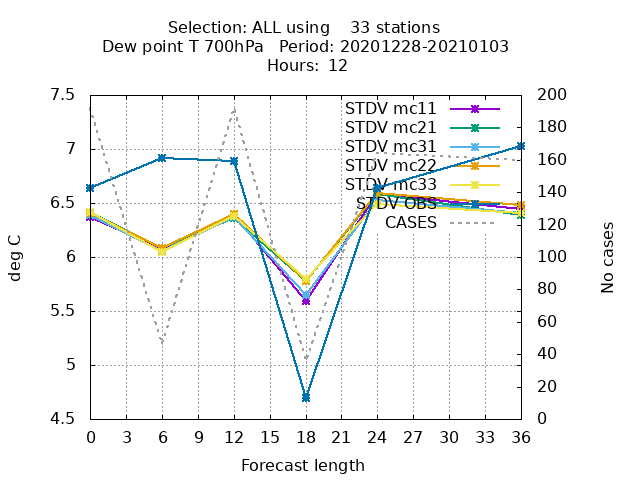 Selection: ALL using 33 stations
Dew point T 700hPa Period: 20201228-20210103
Hours: 12
7.5
7
6.5
6
5.5
5
4.5
deg C
STDV mc11
STDV mc21
STDV mc31
STDV mc22
STDV mc33
STDV OBS
CASES
200
180
160
140
120
100
80
60
40
20
0
No cases
0 3 6 9 12 15 18 21 24 27 30 33 36
Forecast length